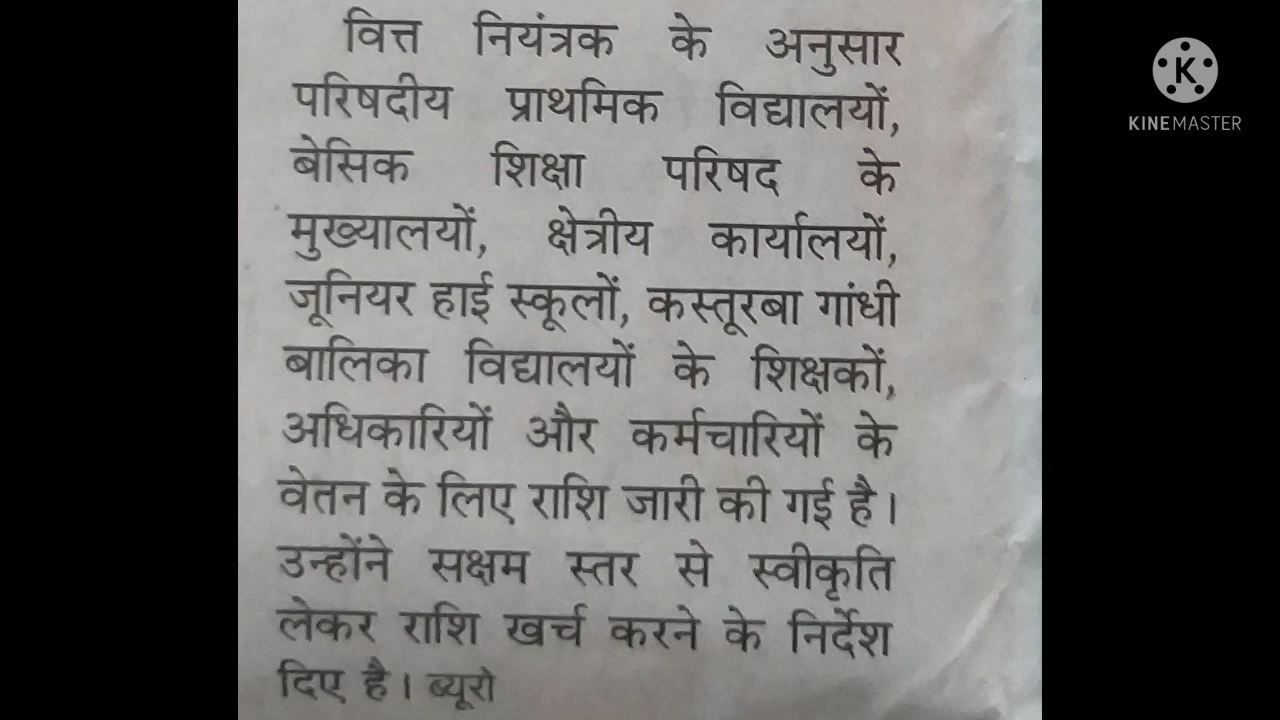 वित्त नियंत्रक के अनुसार
परिषदीय प्राथमिक विद्यालयों,
बेसिक शिक्षा परिषद के
मुख्यालयों, क्षेत्रीय कार्यालयों,
जूनियर हाई स्कूलों, कस्तूरबा गांधी
बालिका विद्यालयों के शिक्षकों,
अधिकारियों और कर्मचारियों के
वेतन के लिए राशि जारी की गई है।
उन्होंने सक्षम स्तर से स्वीकृति
लेकर राशि खर्च करने के निर्देश
दिए है। ब्यूरो
K
KINEMASTER